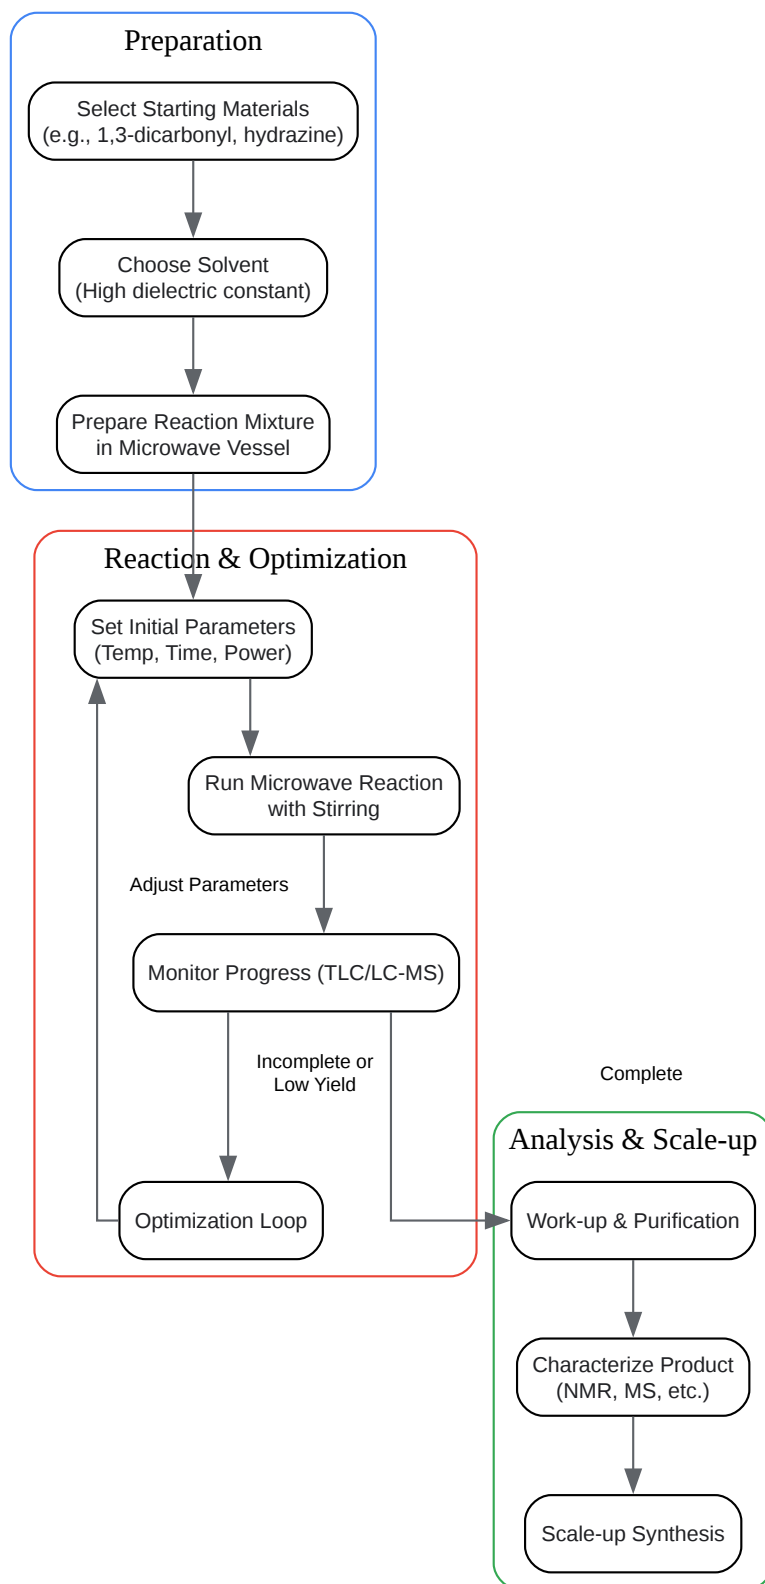 Preparation
Select Starting Materials
(e.g., 1,3-dicarbonyl, hydrazine)
Choose Solvent
(High dielectric constant)
Prepare Reaction Mixture
in Microwave Vessel
Reaction & Optimization
Set Initial Parameters
(Temp, Time, Power)
Run Microwave Reaction
with Stirring
Adjust Parameters
Monitor Progress (TLC/LC-MS)
Incomplete or
Low Yield
Complete
Optimization Loop
Analysis & Scale-up
Work-up & Purification
Characterize Product
(NMR, MS, etc.)
Scale-up Synthesis